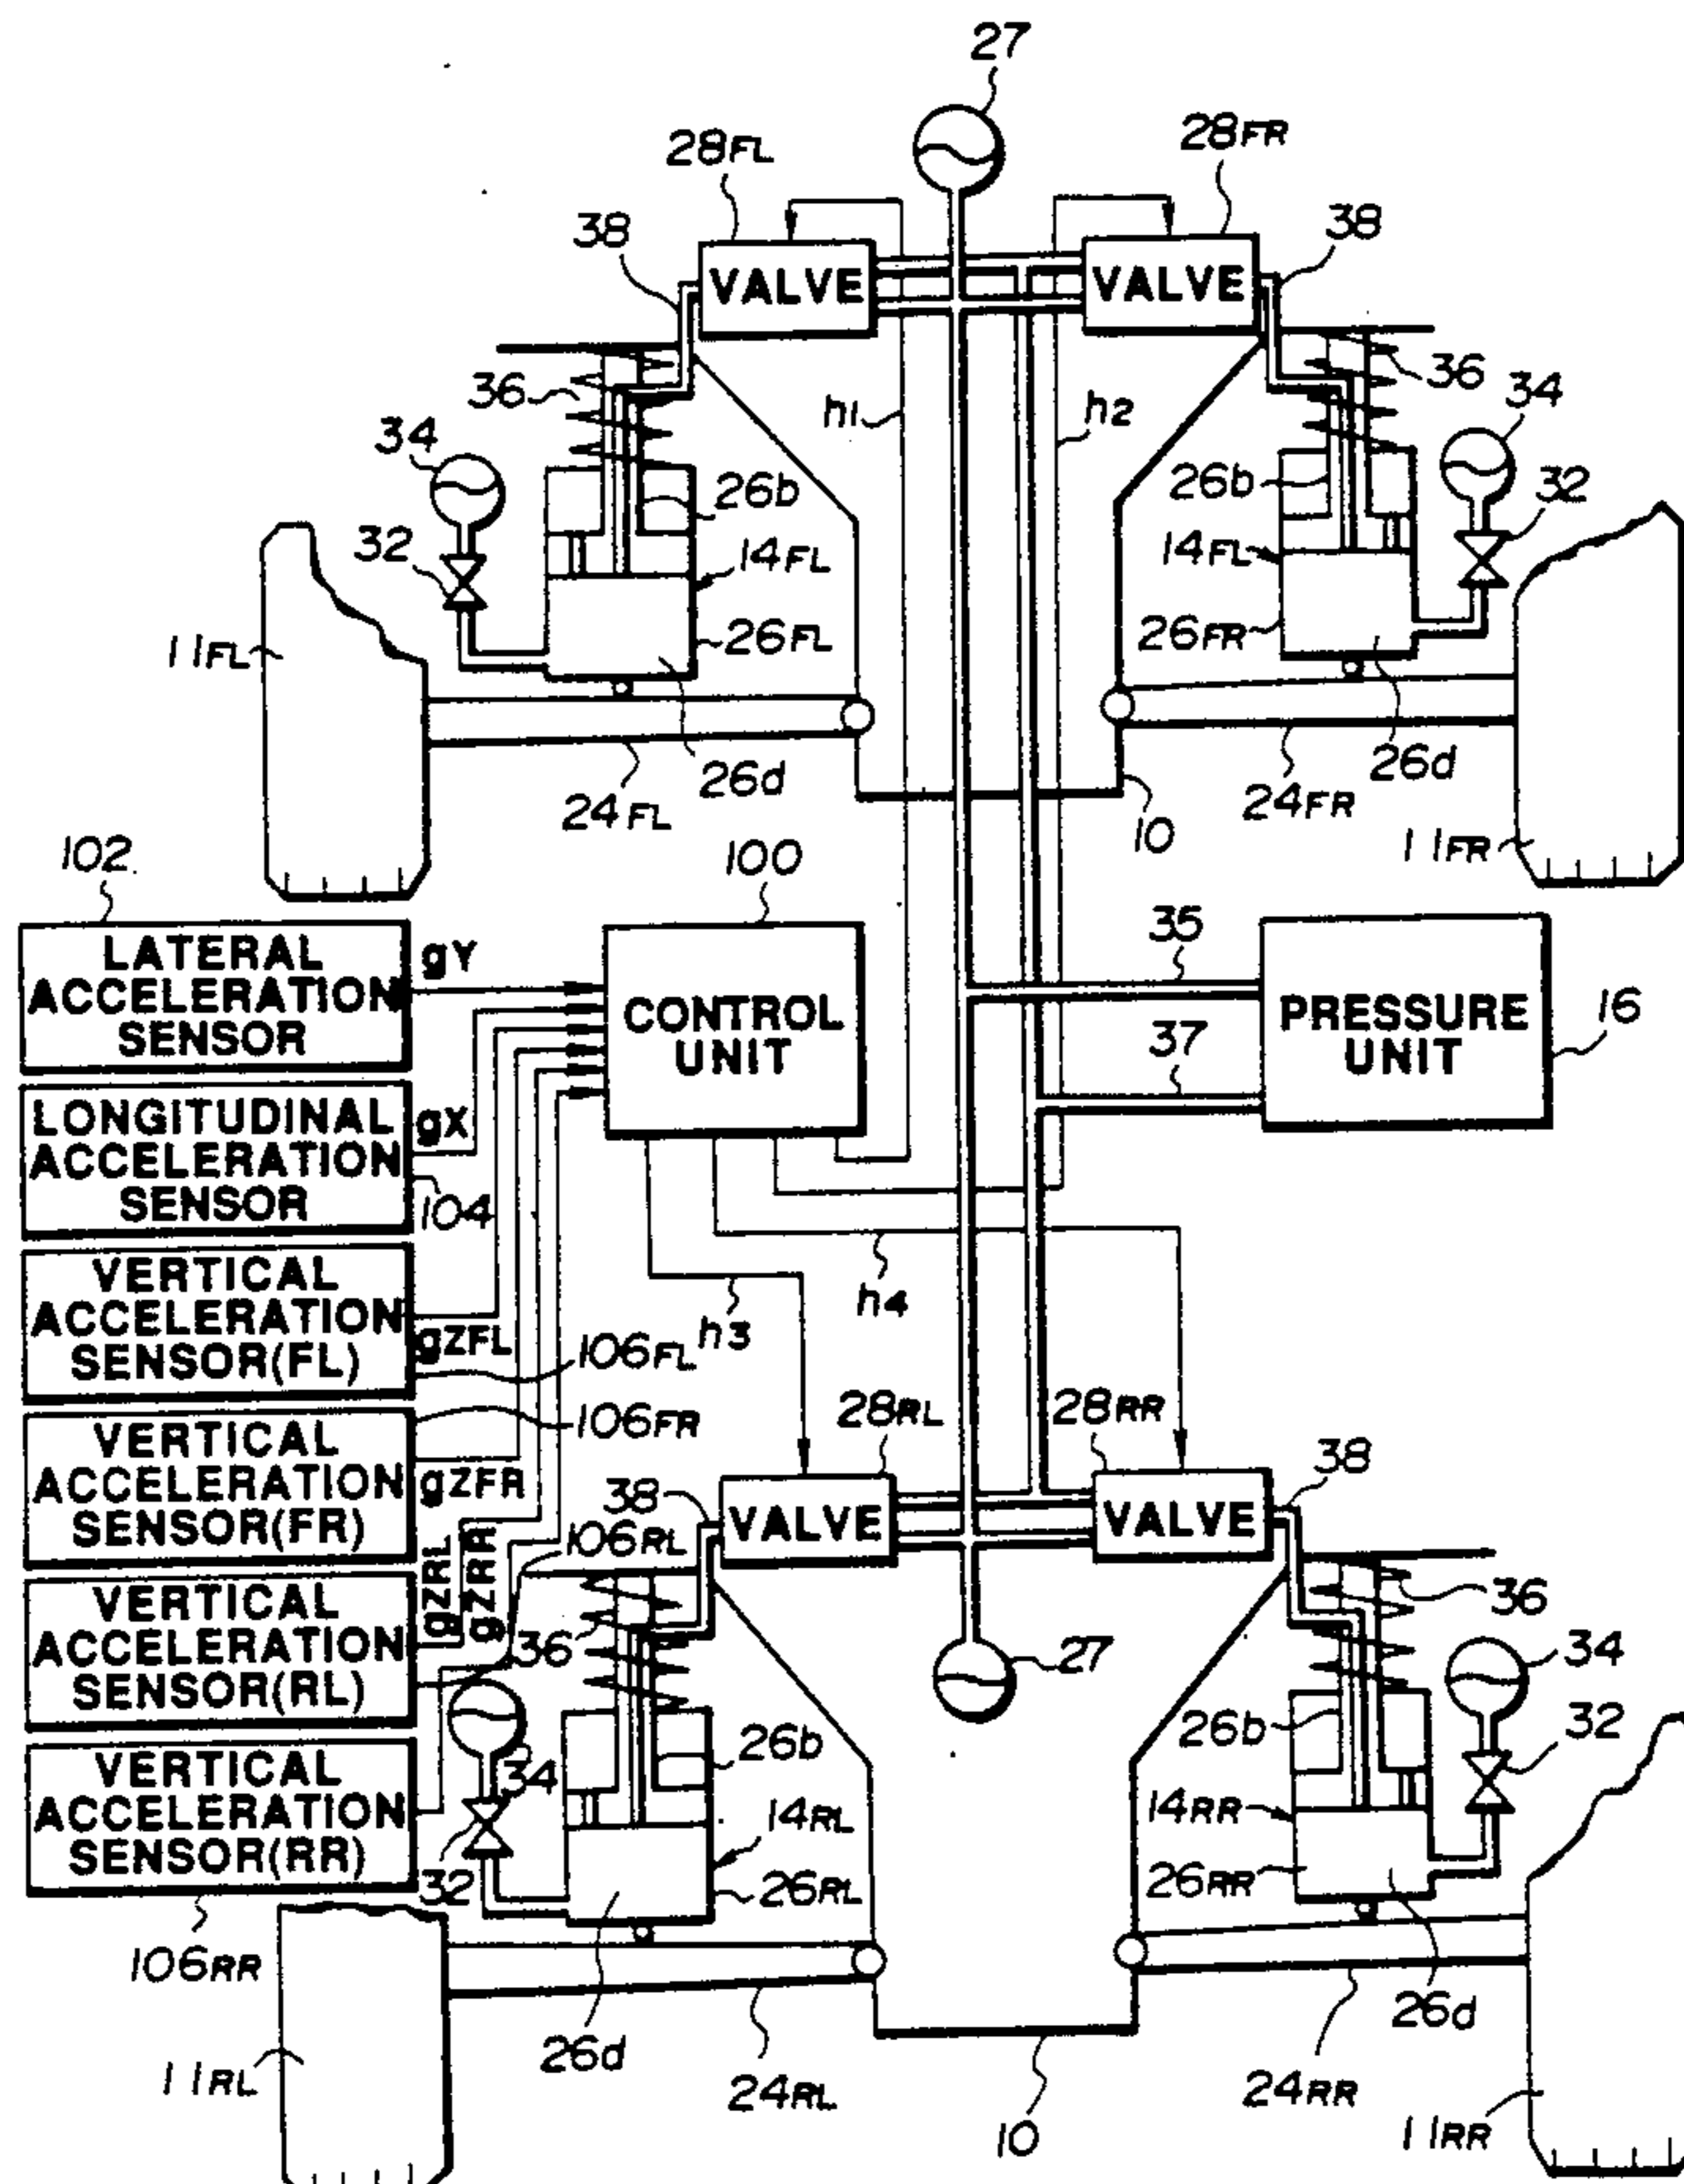 27
28FL
28FR
38
38
VALVE
VALVE
36
36
34
34
h1
h2
26b
26b
32
32
14FL
14FL
26FL
26FR
11FL
26d
26d
24FL
24FR
10
11FR
102
100
LATERAL
ACCELERATION
SENSOR
gY
CONTROL
UNIT
35
37
PRESSURE
UNIT
16
LONGITUDINAL
ACCELERATION
SENSOR
gX
104
VERTICAL
ACCELERATION
SENSOR(FL)
gZFL
106FL
h3
h4
VERTICAL
ACCELERATION
SENSOR(FR)
106FR
gZFR
28RL
28RR
38
38
VALVE
VALVE
gZRL
gZRR
106RL
VERTICAL
ACCELERATION
SENSOR(RL)
36
36
27
34
34
26b
26b
32
32
VERTICAL
ACCELERATION
SENSOR(RR)
14RL
14RR
26RL
26RR
106RR
26d
26d
11RL
24RL
24RR
10
11RR